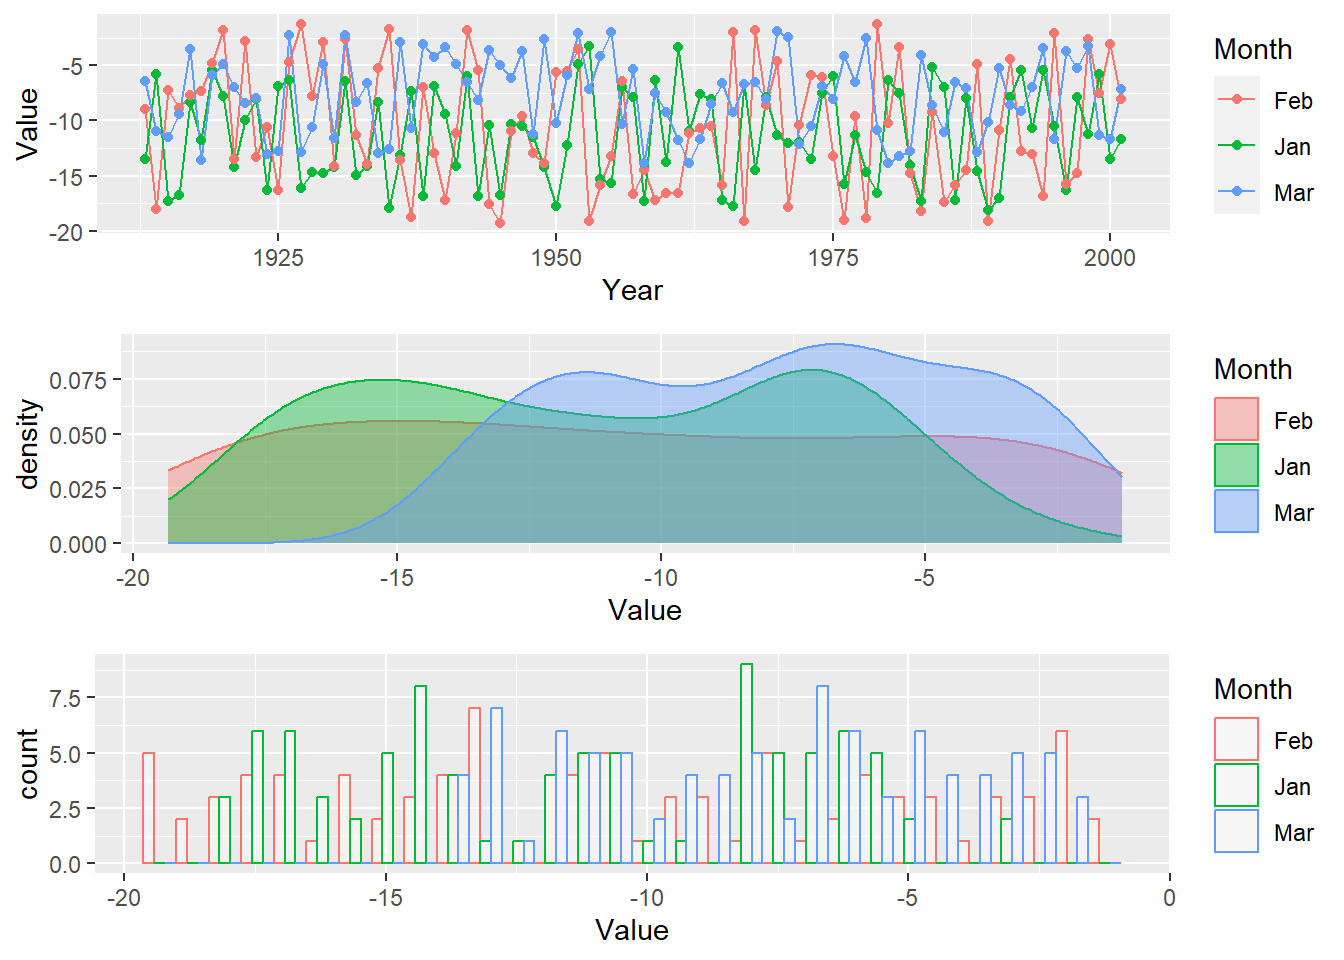 Value
-5
-10
-15
-20
1925 1950 1975 2000
Year
Month
Feb
Jan
Mar
density
0.075
0.050
0.025
0.000
-20 -15 -10 -5
Value
Month
Feb
Jan
Mar
count
7.5
5.0
2.5
0.0
-20 -15 -10 -5 0
Value
Month
Feb
Jan
Mar